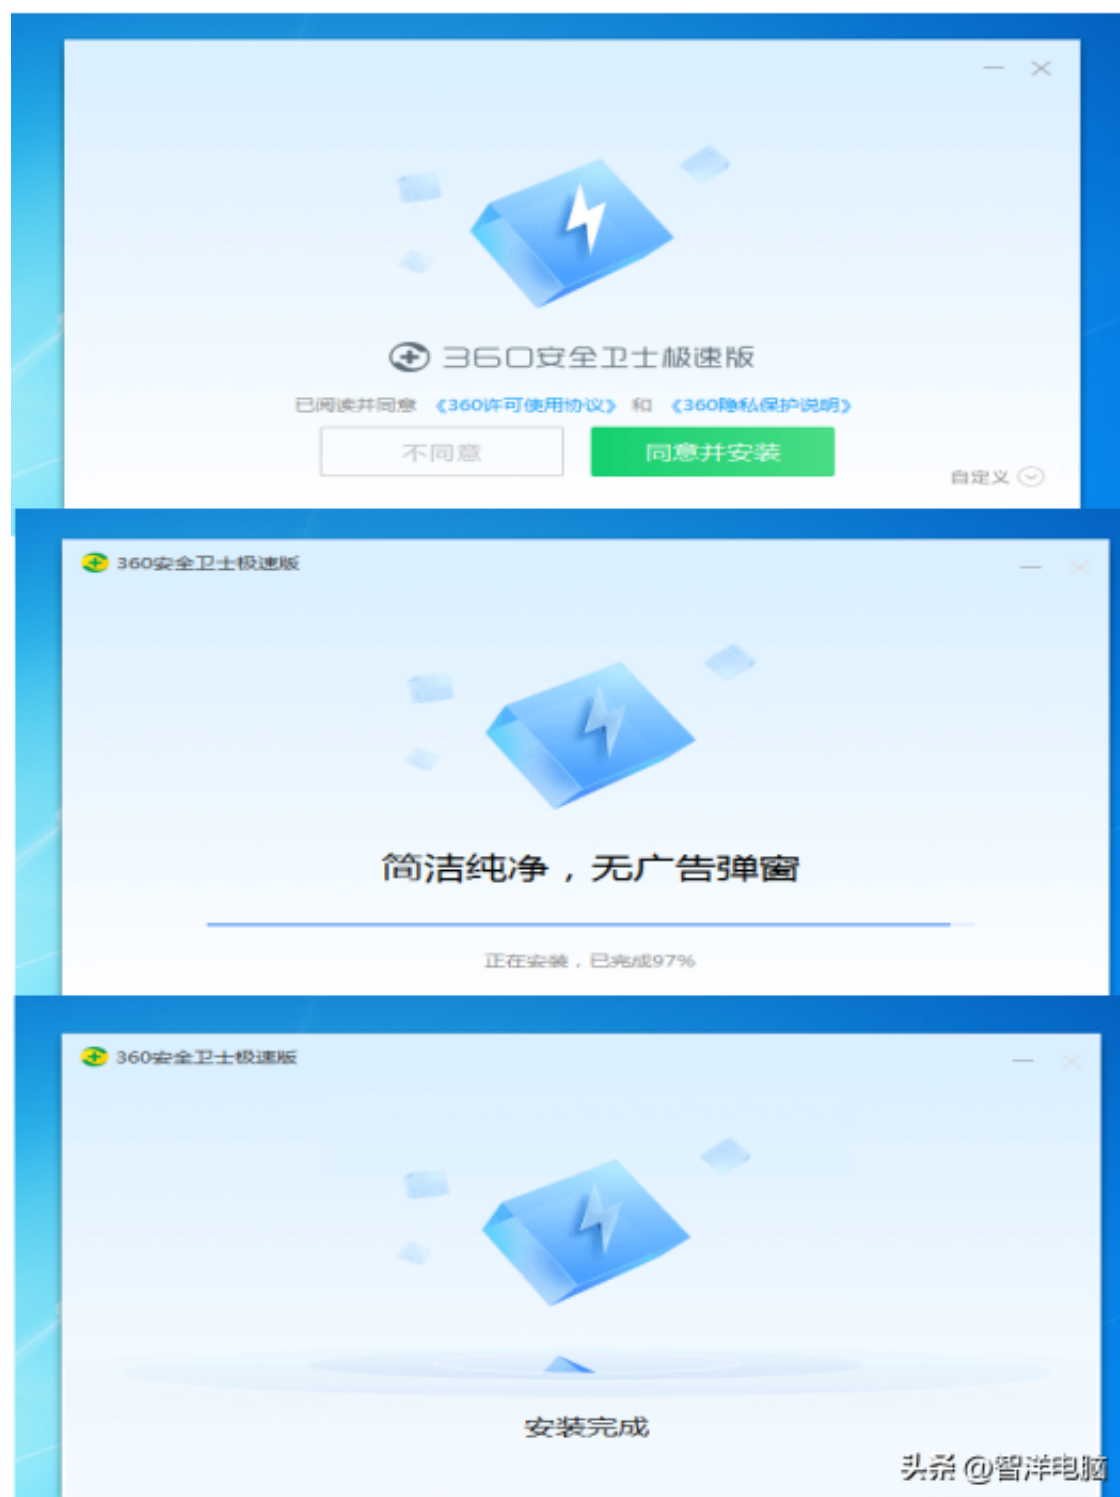 360安全卫士极速版
已阅读并同意 《360许可使用协议》 和 《360隐私保护说明》
不同意 同意并安装
自定义
360安全卫士极速版
简洁纯净，无广告弹窗
正在安装，已完成97%
360安全卫士极速版
安装完成
头条 @智洋电脑